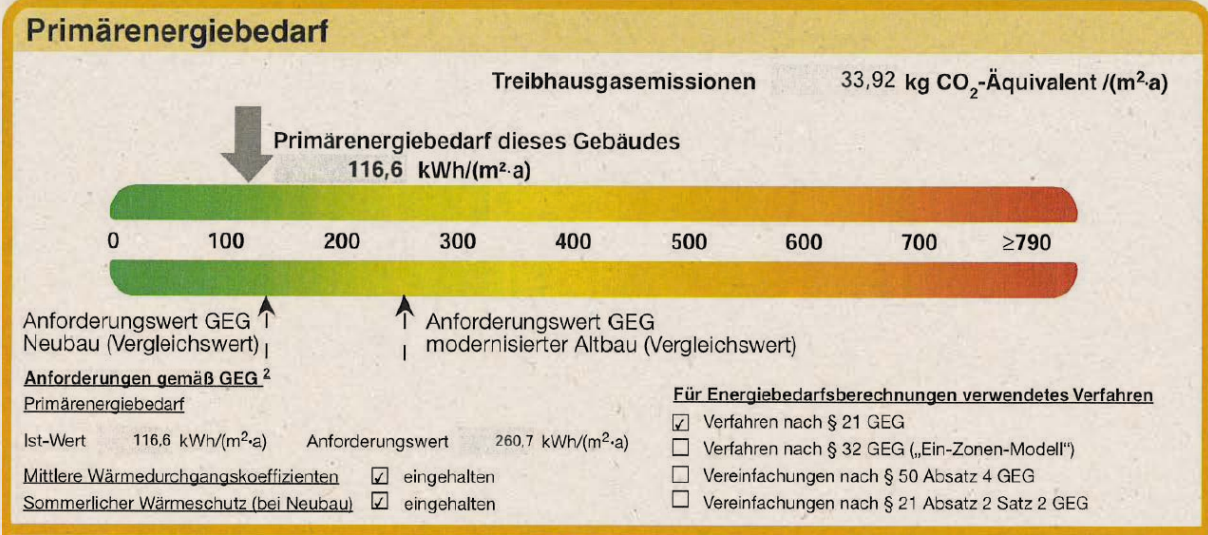 Primärenergiebedarf
Treibhausgasemissionen 33,92 kg CO₂-Äquivalent /(m²·a)
Primärenergiebedarf dieses Gebäudes
116,6 kWh/(m²·a)
0 100 200 300 400 500 600 700 ≥790
Anforderungswert GEG
Neubau (Vergleichswert)
Anforderungswert GEG
modernisierter Altbau (Vergleichswert)
Anforderungen gemäß GEG ²
Primärenergiebedarf
Ist-Wert 116,6 kWh/(m²·a) Anforderungswert 260,7 kWh/(m²·a)
Mittlere Wärmedurchgangskoeffizienten ☑ eingehalten
Sommerlicher Wärmeschutz (bei Neubau) ☑ eingehalten
Für Energiebedarfsberechnungen verwendetes Verfahren
☑ Verfahren nach § 21 GEG
☐ Verfahren nach § 32 GEG („Ein-Zonen-Modell“)
☐ Vereinfachungen nach § 50 Absatz 4 GEG
☐ Vereinfachungen nach § 21 Absatz 2 Satz 2 GEG